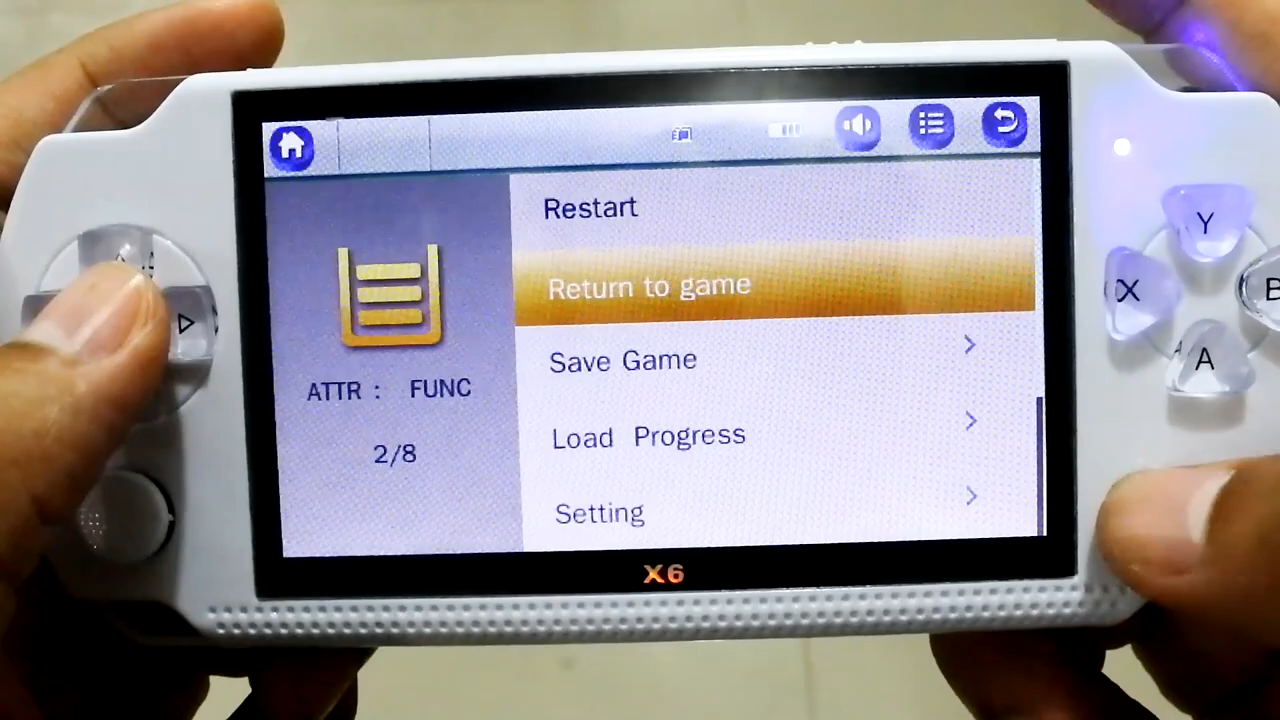 Restart
Return to game
Save Game
Load Progress
Setting
ATTR : FUNC
2/8
X6
Y
X
B
A